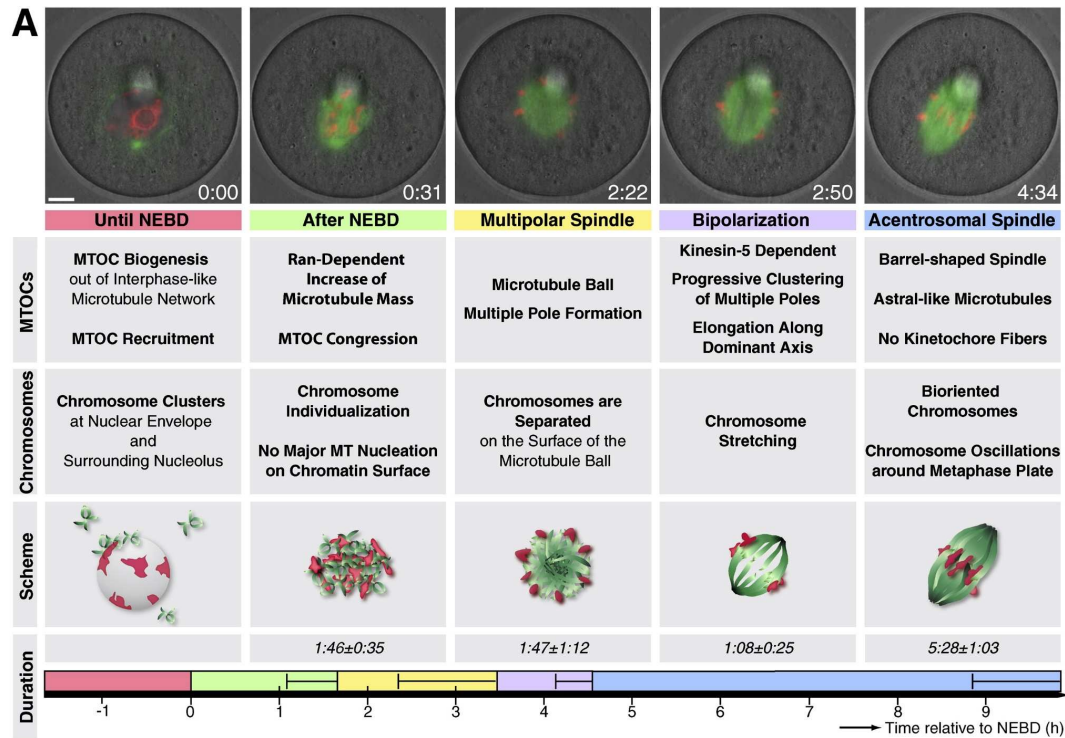 A
0:00
0:31
2:22
2:50
4:34
Until NEBD
After NEBD
Multipolar Spindle
Bipolarization
Acentrosomal Spindle
MTOCs
MTOC Biogenesis
out of Interphase-like
Microtubule Network
MTOC Recruitment
Ran-Dependent
Increase of
Microtubule Mass
MTOC Congression
Microtubule Ball
Multiple Pole Formation
Kinesin-5 Dependent
Progressive Clustering
of Multiple Poles
Elongation Along
Dominant Axis
Barrel-shaped Spindle
Astral-like Microtubules
No Kinetochore Fibers
Chromosomes
Chromosome Clusters
at Nuclear Envelope
and
Surrounding Nucleolus
Chromosome
Individualization
No Major MT Nucleation
on Chromatin Surface
Chromosomes are
Separated
on the Surface of the
Microtubule Ball
Chromosome
Stretching
Bioriented
Chromosomes
Chromosome Oscillations
around Metaphase Plate
Scheme
Duration
1:46±0:35
1:47±1:12
1:08±0:25
5:28±1:03
-1 0 1 2 3 4 5 6 7 8 9
Time relative to NEBD (h)